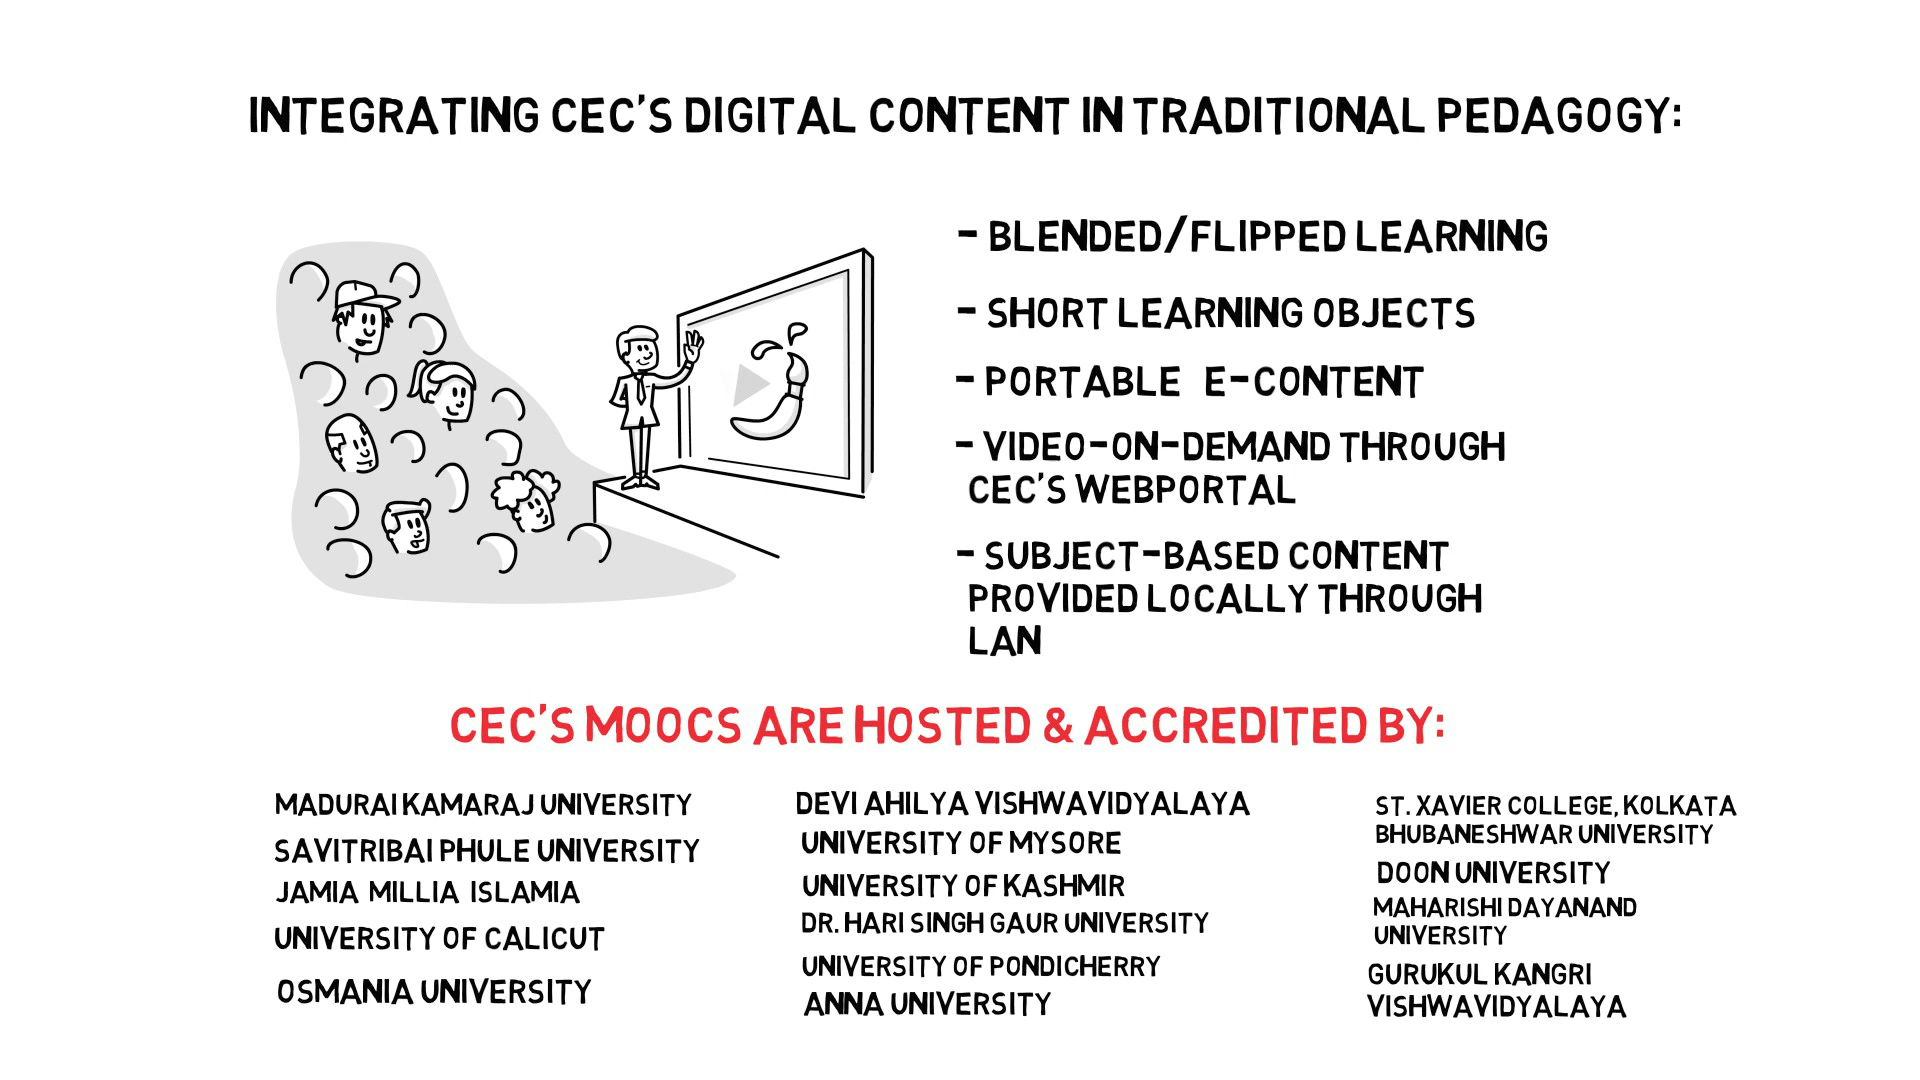 INTEGRATING CEC'S DIGITAL CONTENT IN TRADITIONAL PEDAGOGY:
- BLENDED/FLIPPED LEARNING
- SHORT LEARNING OBJECTS
- PORTABLE E-CONTENT
- VIDEO-ON-DEMAND THROUGH
CEC'S WEBPORTAL
- SUBJECT-BASED CONTENT
PROVIDED LOCALLY THROUGH
LAN
CEC'S MOOCS ARE HOSTED & ACCREDITED BY:
MADURAI KAMARAJ UNIVERSITY
SAVITRIBAI PHULE UNIVERSITY
JAMIA MILLIA ISLAMIA
UNIVERSITY OF CALICUT
OSMANIA UNIVERSITY
DEVI AHILYA VISHWAVIDYALAYA
UNIVERSITY OF MYSORE
UNIVERSITY OF KASHMIR
DR. HARI SINGH GAUR UNIVERSITY
UNIVERSITY OF PONDICHERRY
ANNA UNIVERSITY
ST. XAVIER COLLEGE, KOLKATA
BHUBANESHWAR UNIVERSITY
DOON UNIVERSITY
MAHARISHI DAYANAND
UNIVERSITY
GURUKUL KANGRI
VISHWAVIDYALAYA